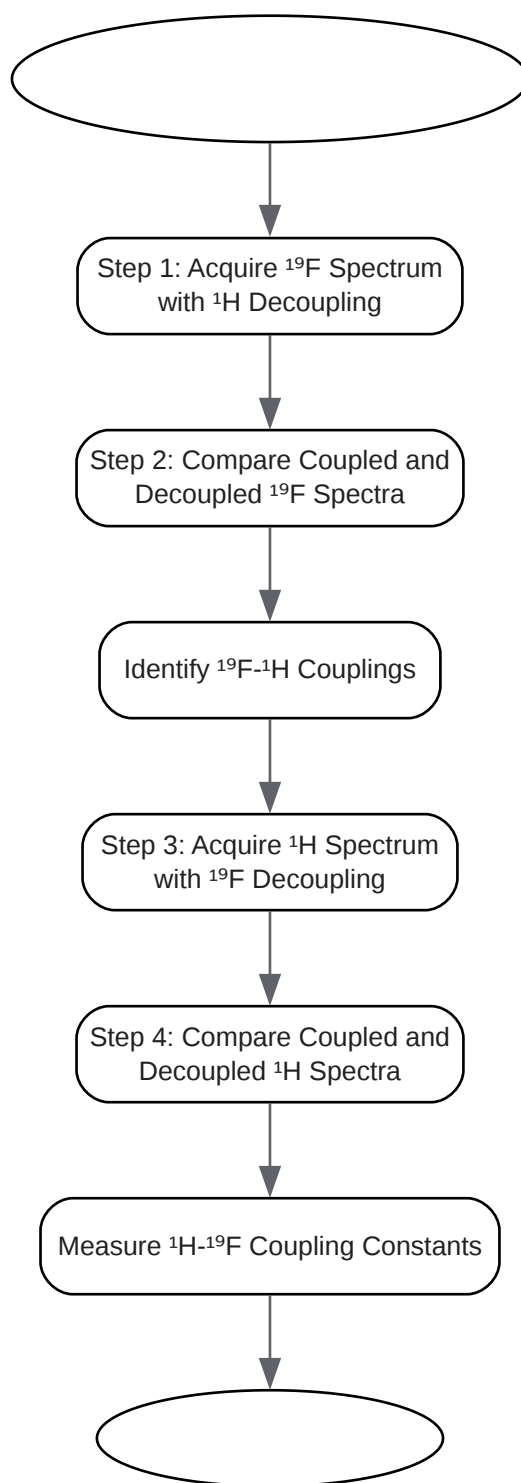 Step 1: Acquire ¹⁹F Spectrum
with ¹H Decoupling
Step 2: Compare Coupled and
Decoupled ¹⁹F Spectra
Identify ¹⁹F-¹H Couplings
Step 3: Acquire ¹H Spectrum
with ¹⁹F Decoupling
Step 4: Compare Coupled and
Decoupled ¹H Spectra
Measure ¹H-¹⁹F Coupling Constants